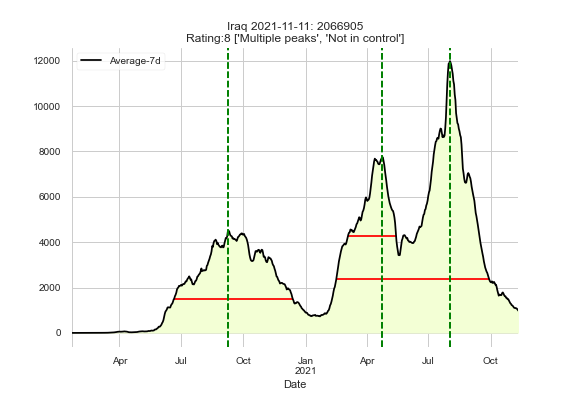 Iraq 2021-11-11: 2066905
Rating:8 ['Multiple peaks', 'Not in control']
Average-7d
12000
10000
8000
6000
4000
2000
0
Apr Jul Oct Jan Apr Jul Oct
2021
Date